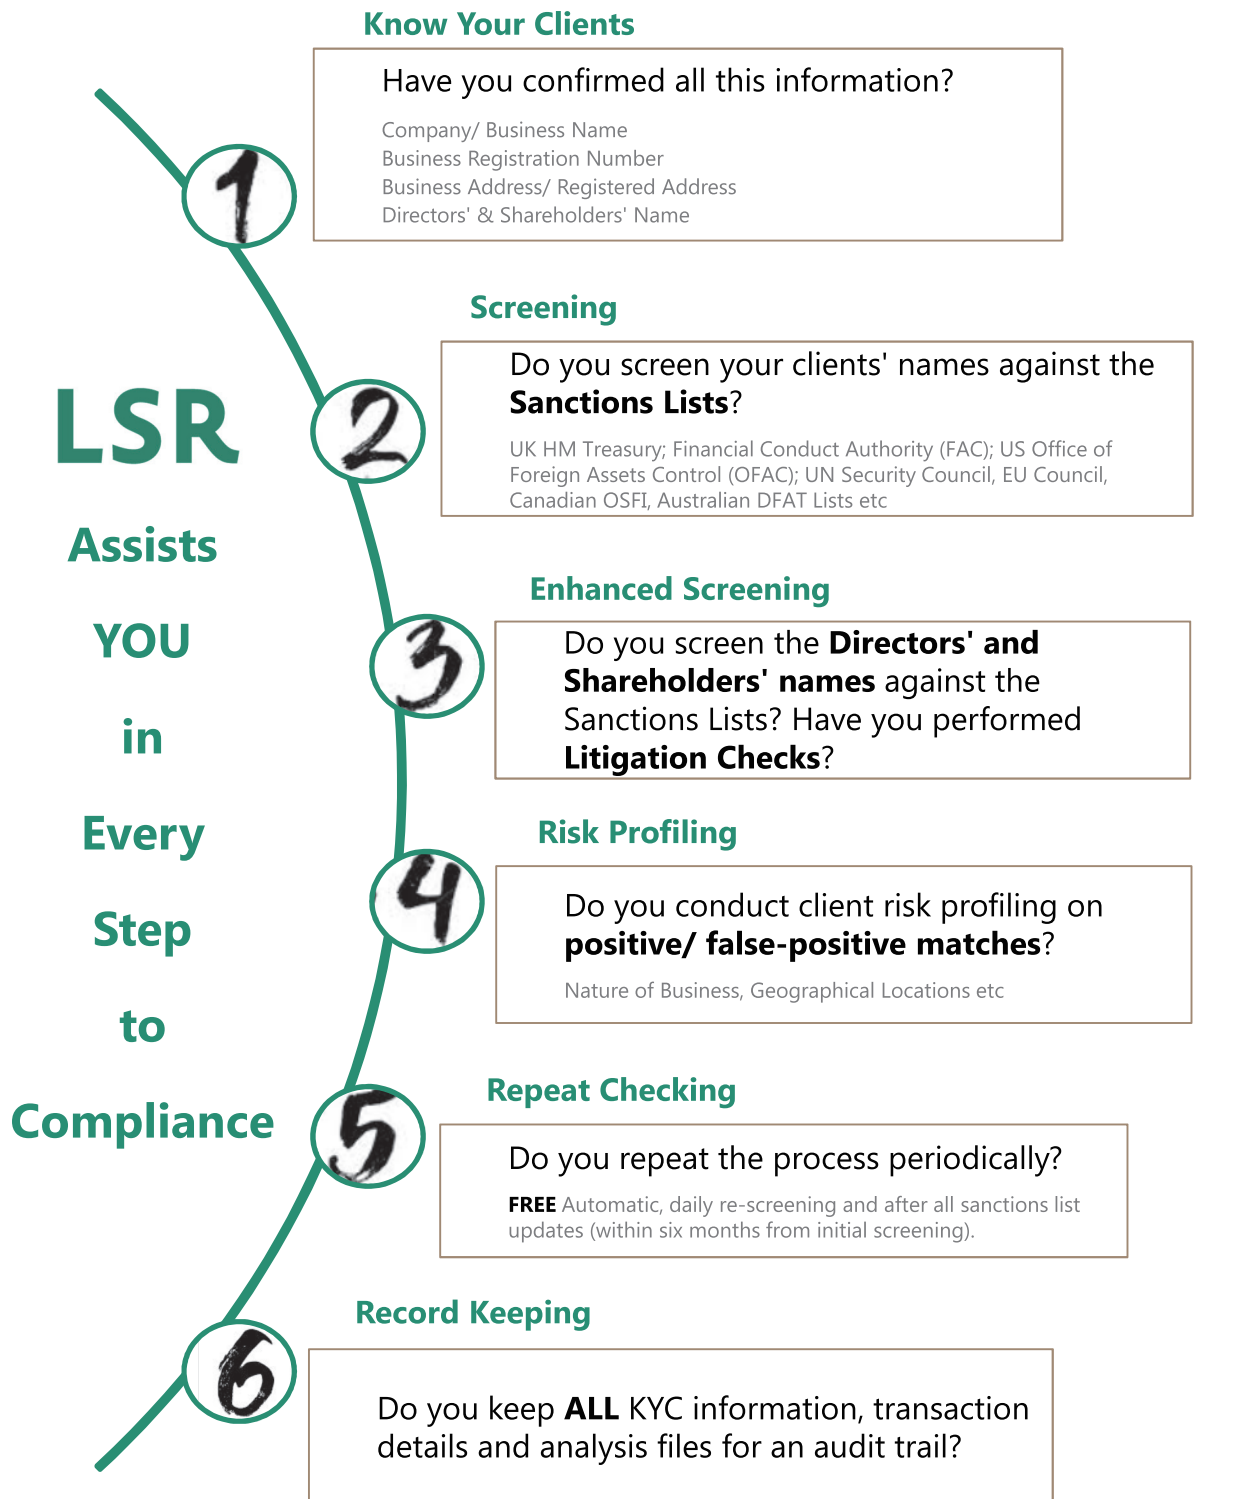 Know Your Clients
Have you confirmed all this information?
Company/ Business Name
Business Registration Number
Business Address/ Registered Address
Directors' & Shareholders' Name
1
Screening
Do you screen your clients' names against the
Sanctions Lists?
UK HM Treasury; Financial Conduct Authority (FAC); US Office of
Foreign Assets Control (OFAC); UN Security Council, EU Council,
Canadian OSFI, Australian DFAT Lists etc
2
Enhanced Screening
Do you screen the Directors' and
Shareholders' names against the
Sanctions Lists? Have you performed
Litigation Checks?
3
Risk Profiling
Do you conduct client risk profiling on
positive/ false-positive matches?
Nature of Business, Geographical Locations etc
4
Repeat Checking
Do you repeat the process periodically?
FREE Automatic, daily re-screening and after all sanctions list
updates (within six months from initial screening).
5
Record Keeping
Do you keep ALL KYC information, transaction
details and analysis files for an audit trail?
6
LSR
Assists
YOU
in
Every
Step
to
Compliance